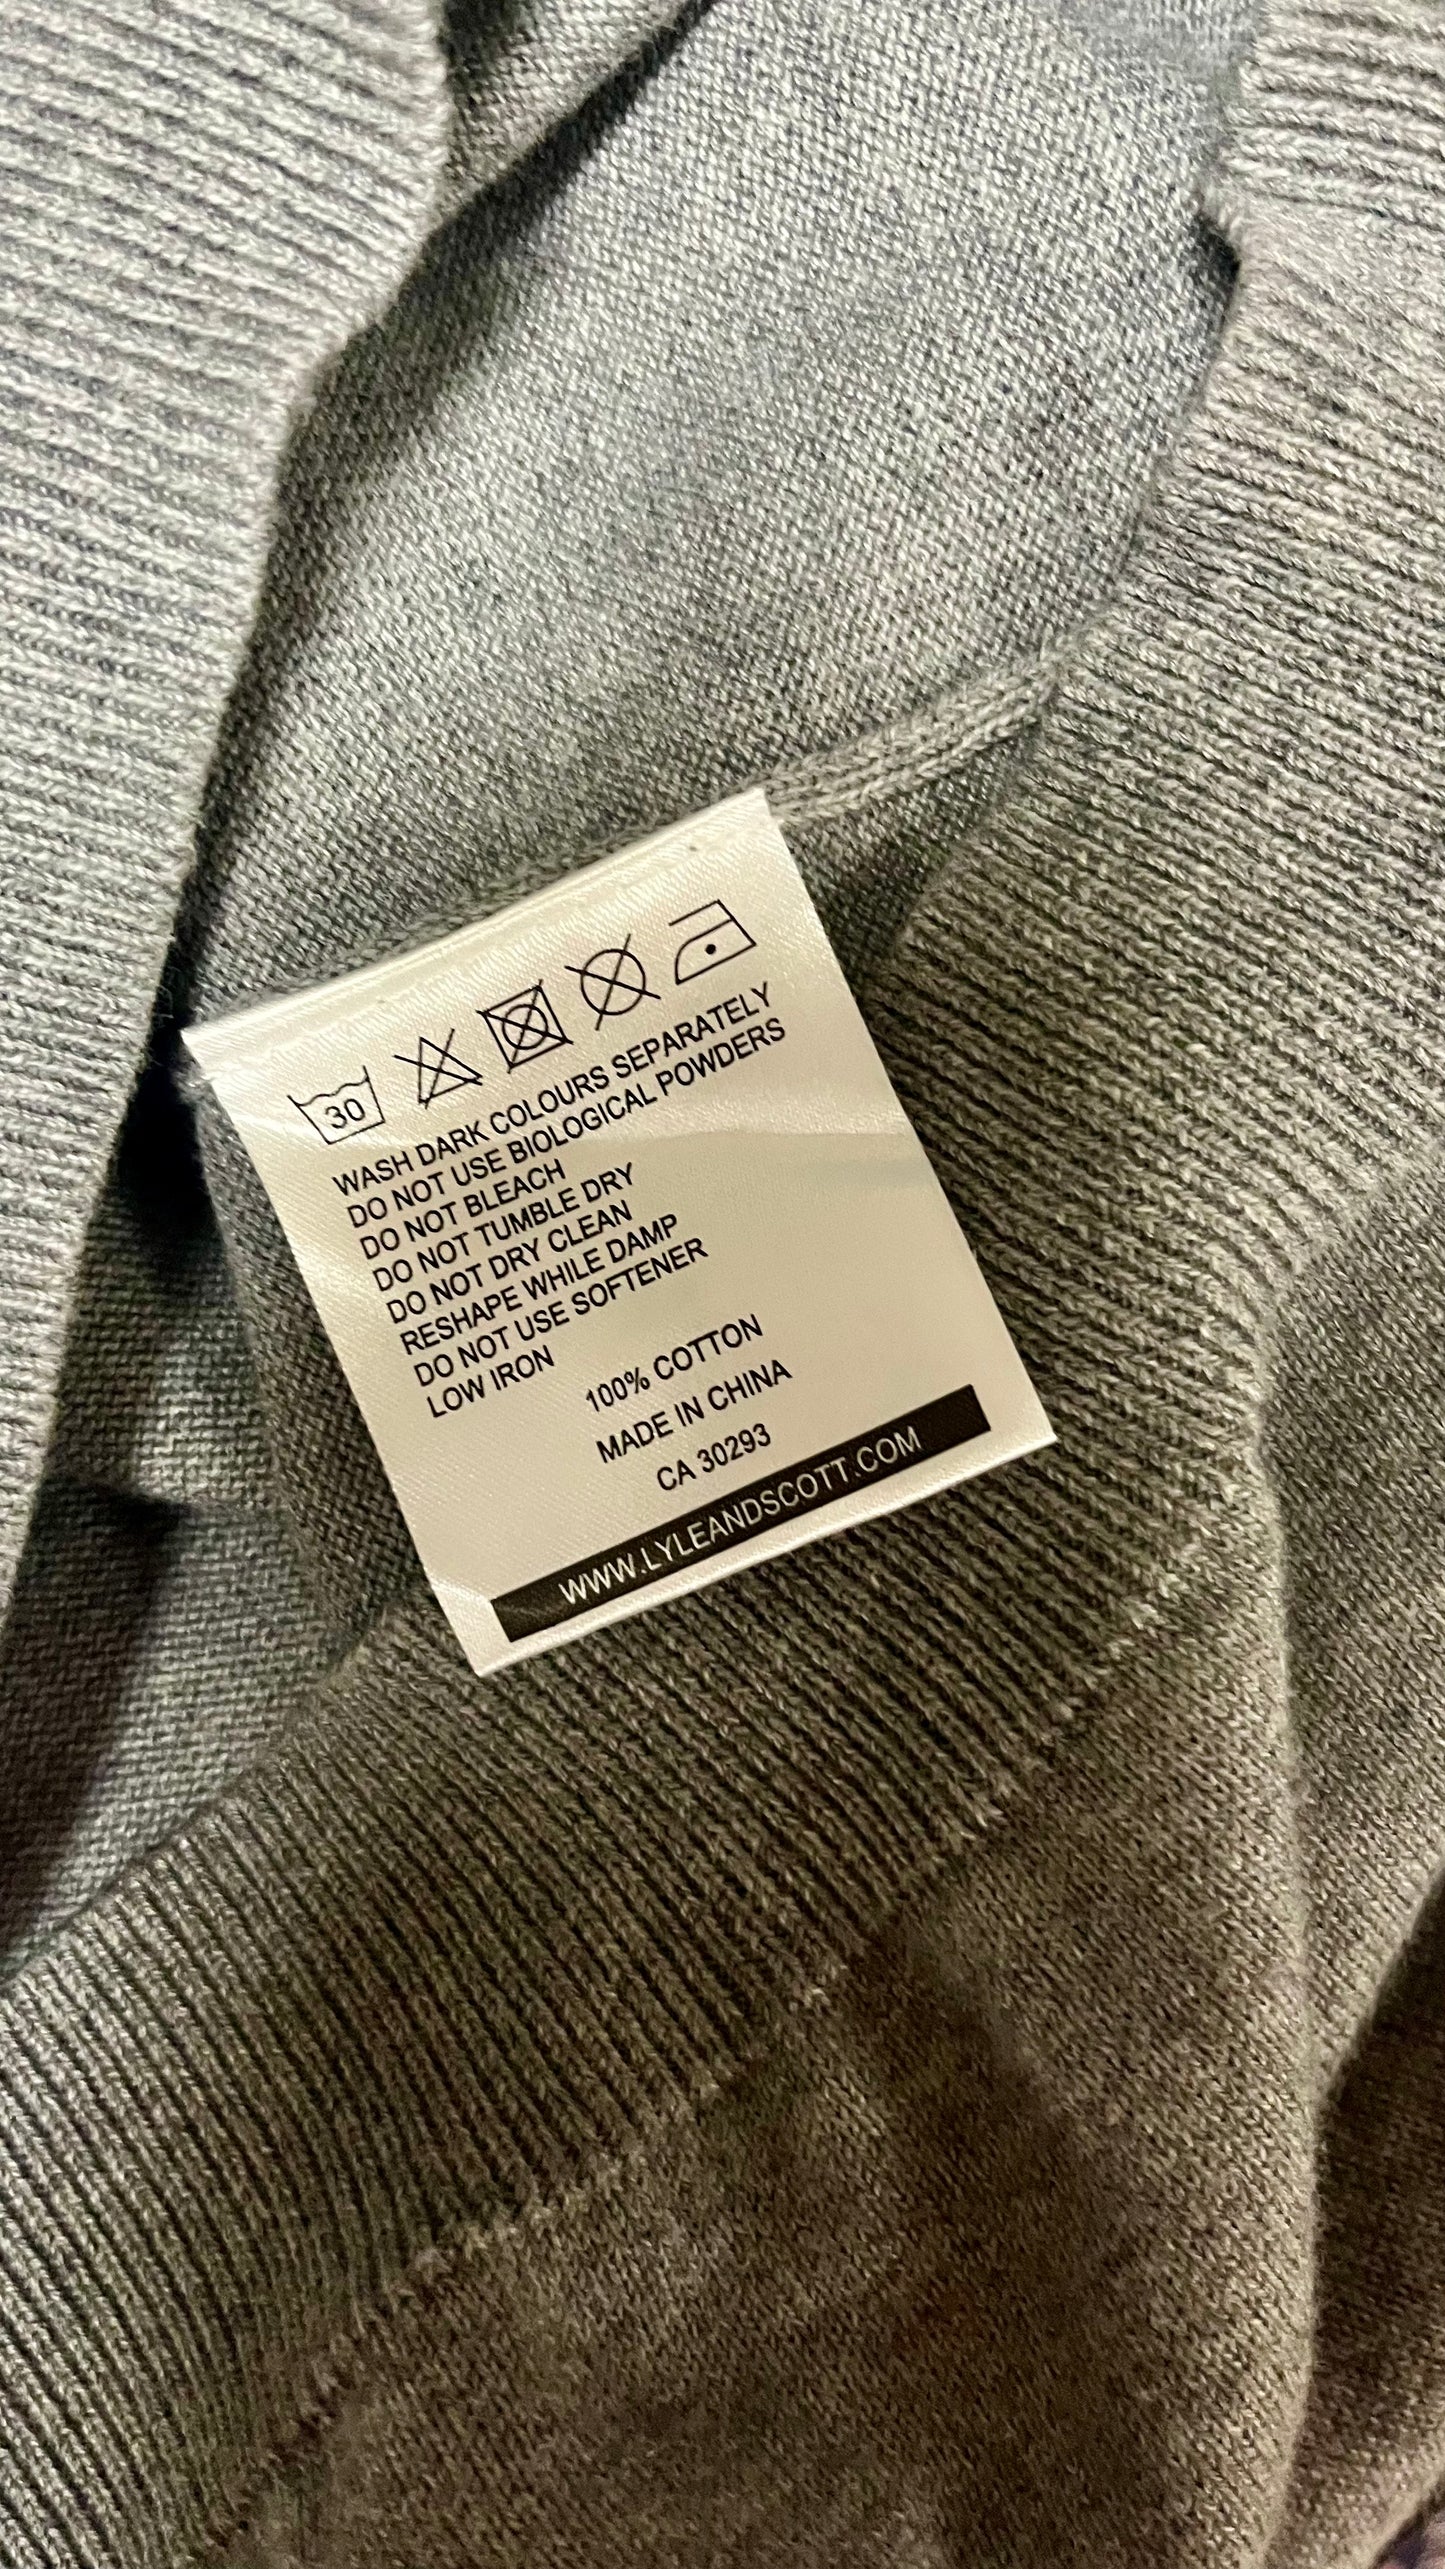 30
WASH DARK COLOURS SEPARATELY
DO NOT USE BIOLOGICAL POWDERS
DO NOT BLEACH
DO NOT TUMBLE DRY
DO NOT DRY CLEAN
RESHAPE WHILE DAMP
DO NOT USE SOFTENER
LOW IRON
100% COTTON
MADE IN CHINA
CA 30293
WWW.LYLEANDSCOTT.COM